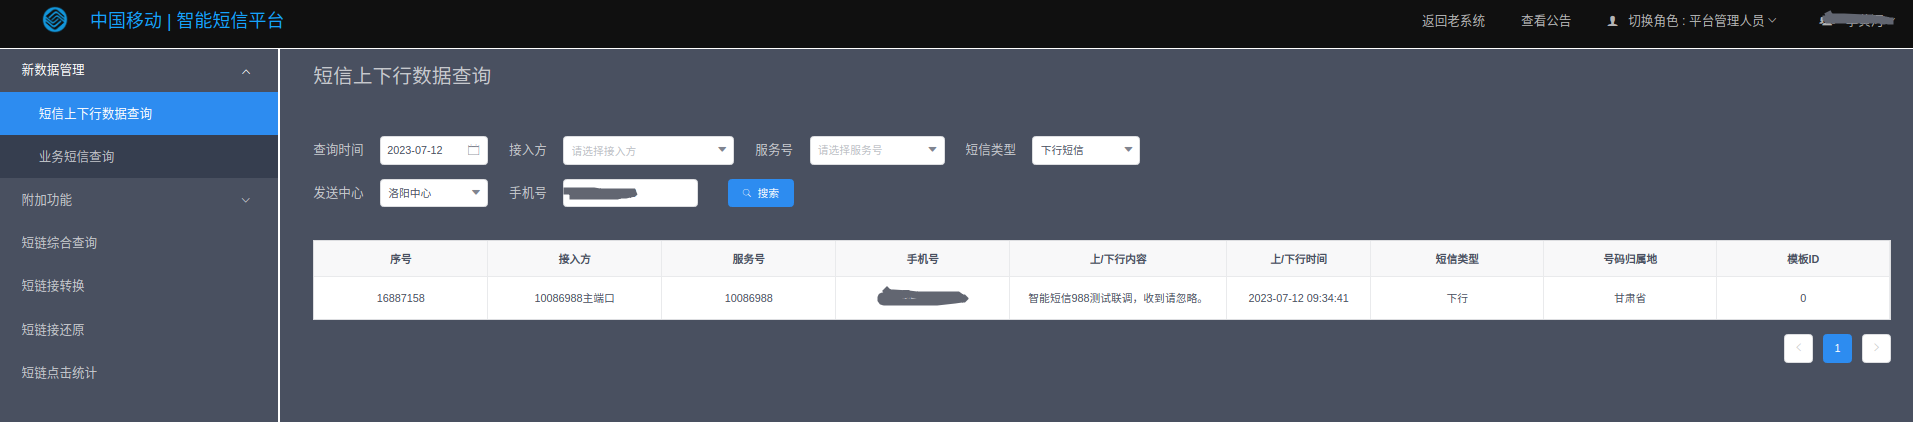 中国移动 | 智能短信平台
返回老系统 查看公告 切换角色 : 平台管理人员
新数据管理
短信上下行数据查询
业务短信查询
附加功能
短链综合查询
短链接转换
短链接还原
短链点击统计
短信上下行数据查询
查询时间 2023-07-12 接入方 请选择接入方 服务号 请选择服务号 短信类型 下行短信
发送中心 洛阳中心 手机号 搜索
序号 接入方 服务号 手机号 上/下行内容 上/下行时间 短信类型 号码归属地 模板ID
16887158 10086988主端口 10086988 智能短信988测试联调，收到请忽略。 2023-07-12 09:34:41 下行 甘肃省 0
1